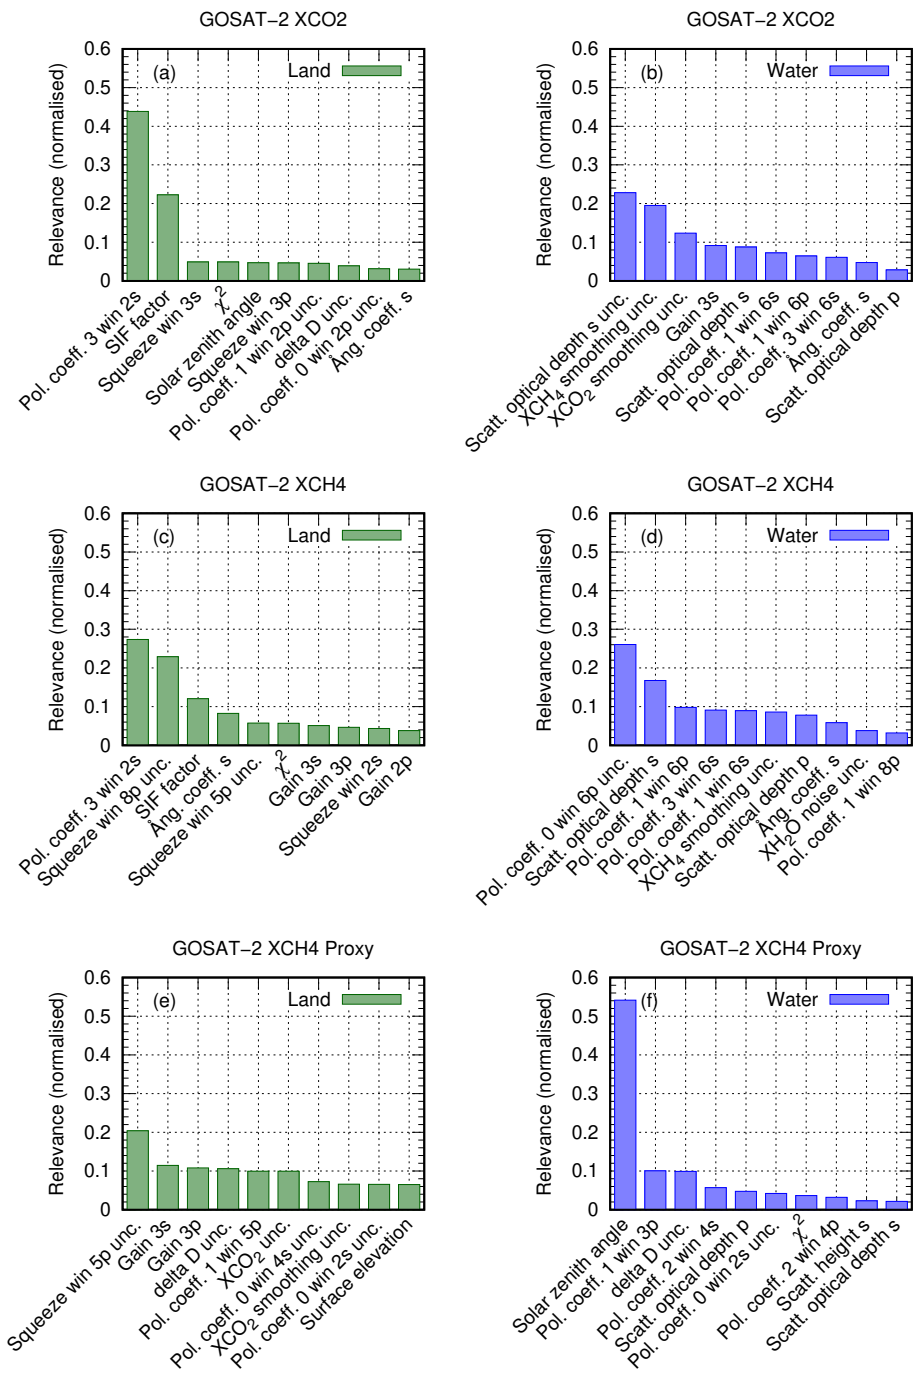 GOSAT−2 XCO2
Relevance (normalised)
0.6
0.5
0.4
0.3
0.2
0.1
0
(a)
Land
Pol. coeff. 3 win 2s
SIF factor
Squeeze win 3s
χ²
Solar zenith angle
Squeeze win 3p
Pol. coeff. 1 win 2p unc.
delta D unc.
Pol. coeff. 0 win 2p unc.
Ång. coeff. s
GOSAT−2 XCO2
Relevance (normalised)
0.6
0.5
0.4
0.3
0.2
0.1
0
(b)
Water
Scatt. optical depth s unc.
XCH₄ smoothing unc.
XCO₂ smoothing unc.
Gain 3s
Scatt. optical depth s
Pol. coeff. 1 win 6s
Pol. coeff. 1 win 6p
Pol. coeff. 3 win 6s
Ång. coeff. s
Scatt. optical depth p
GOSAT−2 XCH4
Relevance (normalised)
0.6
0.5
0.4
0.3
0.2
0.1
0
(c)
Land
Pol. coeff. 3 win 2s
Squeeze win 8p unc.
SIF factor
Ång. coeff. s
Squeeze win 5p unc.
χ²
Gain 3s
Gain 3p
Squeeze win 2s
Gain 2p
GOSAT−2 XCH4
Relevance (normalised)
0.6
0.5
0.4
0.3
0.2
0.1
0
(d)
Water
Pol. coeff. 0 win 6p unc.
Scatt. optical depth s
Pol. coeff. 1 win 6p
Pol. coeff. 3 win 6s
Pol. coeff. 1 win 6s
XCH₄ smoothing unc.
Scatt. optical depth p
Ång. coeff. s
XH₂O noise unc.
Pol. coeff. 1 win 8p
GOSAT−2 XCH4 Proxy
Relevance (normalised)
0.6
0.5
0.4
0.3
0.2
0.1
0
(e)
Land
Squeeze win 5p unc.
Gain 3s
Gain 3p
delta D unc.
Pol. coeff. 1 win 5p
XCO₂ unc.
Pol. coeff. 0 win 4s unc.
XCO₂ smoothing unc.
Pol. coeff. 0 win 2s unc.
Surface elevation
GOSAT−2 XCH4 Proxy
Relevance (normalised)
0.6
0.5
0.4
0.3
0.2
0.1
0
(f)
Water
Solar zenith angle
Pol. coeff. 1 win 3p
delta D unc.
Pol. coeff. 2 win 4s
Scatt. optical depth p
Pol. coeff. 0 win 2s unc.
χ²
Pol. coeff. 2 win 4p
Scatt. height s
Scatt. optical depth s